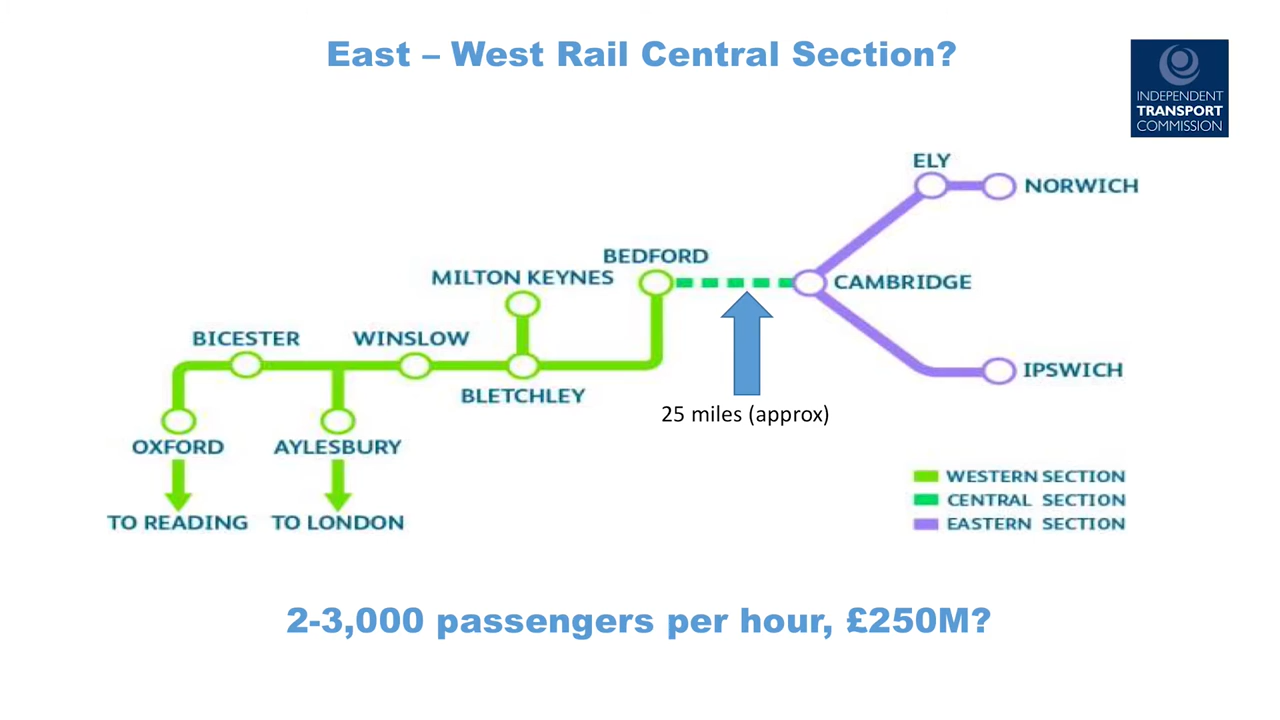 East – West Rail Central Section?
INDEPENDENT
TRANSPORT
COMMISSION
ELY
NORWICH
BEDFORD
MILTON KEYNES
CAMBRIDGE
BICESTER
WINSLOW
IPSWICH
BLETCHLEY
25 miles (approx)
OXFORD
AYLESBURY
WESTERN SECTION
CENTRAL SECTION
EASTERN SECTION
TO READING
TO LONDON
2-3,000 passengers per hour, £250M?